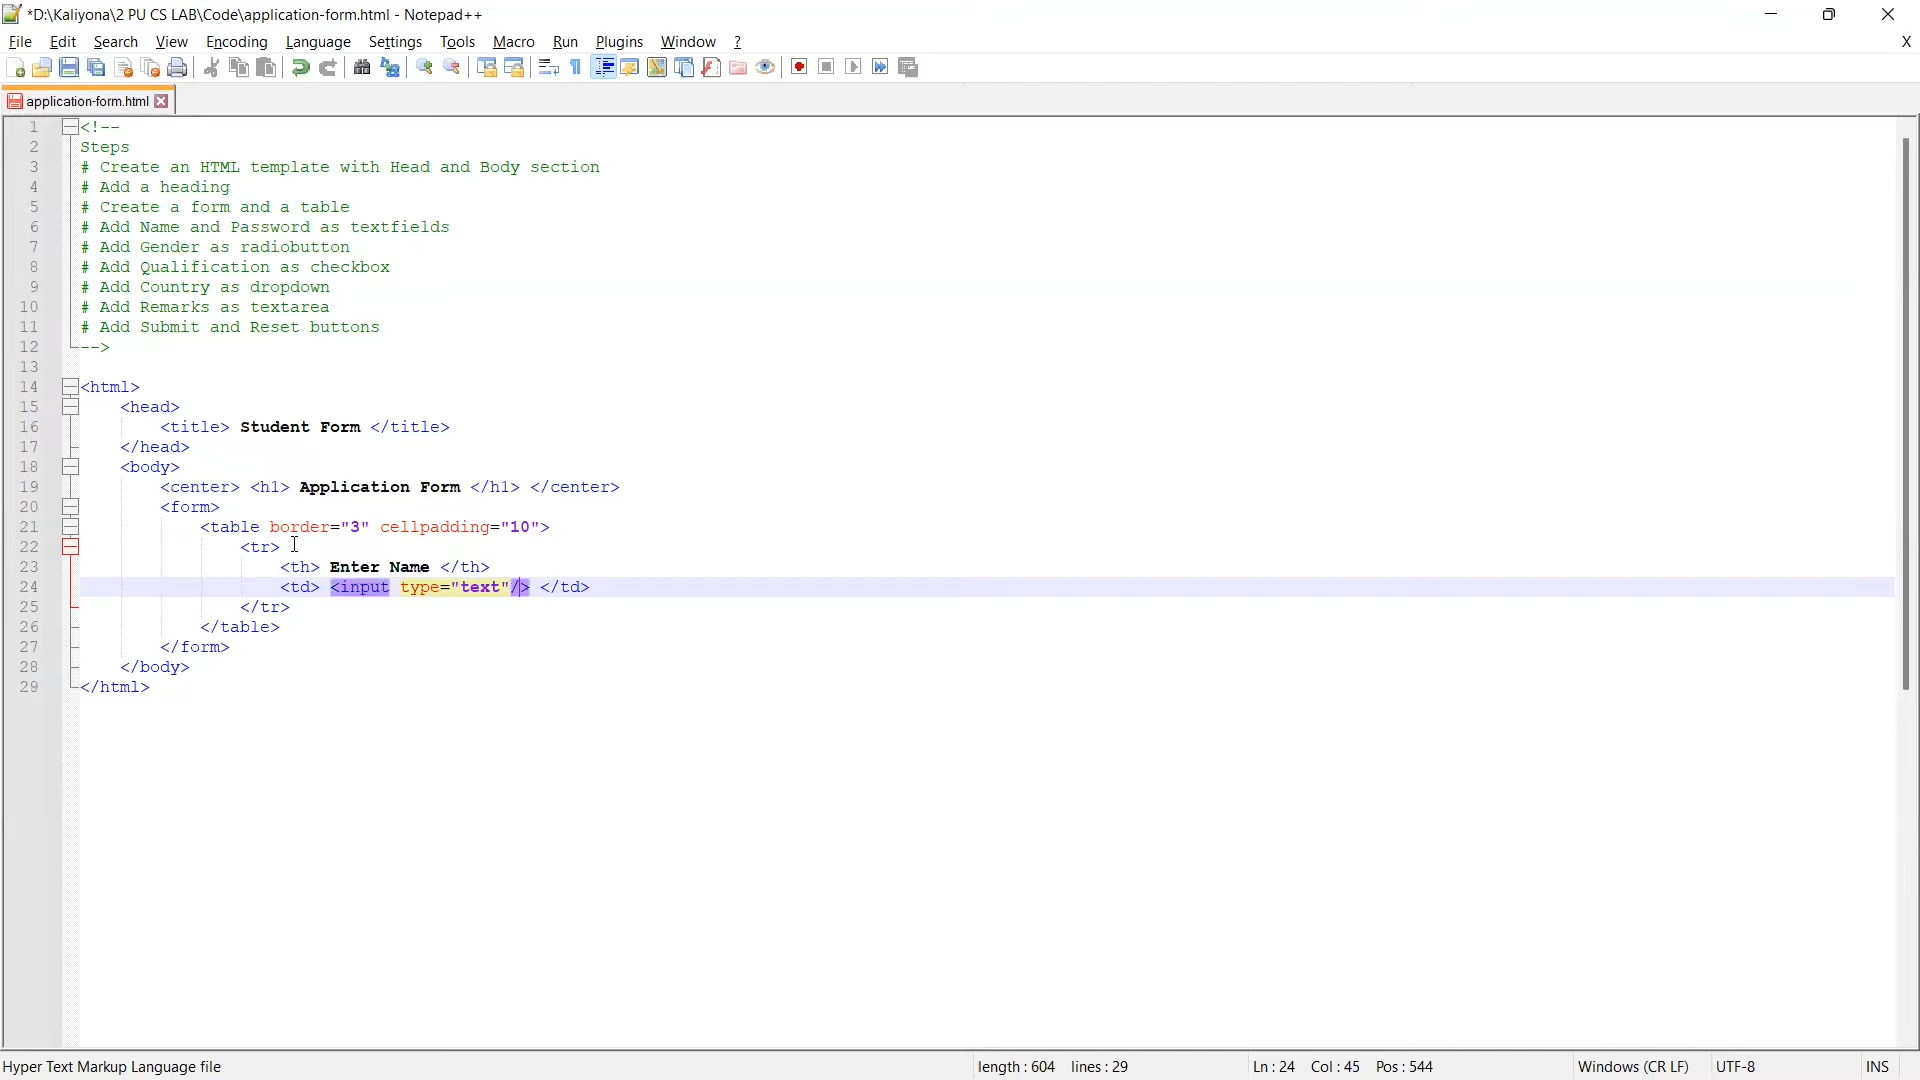 *D:\Kaliyona\2 PU CS LAB\Code\application-form.html - Notepad++
File Edit Search View Encoding Language Settings Tools Macro Run Plugins Window ? X
application-form.html
1 <!--
2 Steps
3 # Create an HTML template with Head and Body section
4 # Add a heading
5 # Create a form and a table
6 # Add Name and Password as textfields
7 # Add Gender as radiobutton
8 # Add Qualification as checkbox
9 # Add Country as dropdown
10 # Add Remarks as textarea
11 # Add Submit and Reset buttons
12 -->
13
14 <html>
15 <head>
16 <title> Student Form </title>
17 </head>
18 <body>
19 <center> <h1> Application Form </h1> </center>
20 <form>
21 <table border="3" cellpadding="10">
22 <tr>
23 <th> Enter Name </th>
24 <td> <input type="text"/> </td>
25 </tr>
26 </table>
27 </form>
28 </body>
29 </html>
Hyper Text Markup Language file length : 604 lines : 29 Ln : 24 Col : 45 Pos : 544 Windows (CR LF) UTF-8 INS